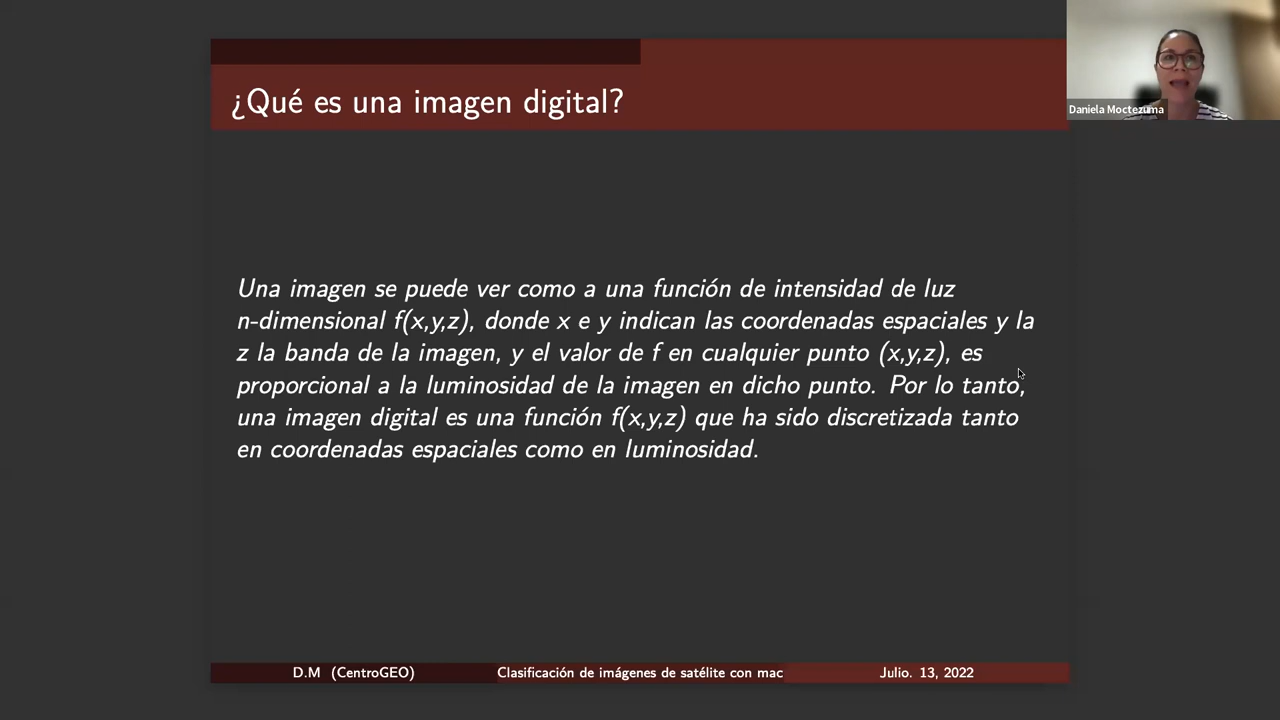 ¿Qué es una imagen digital?
Daniela Moctezuma
Una imagen se puede ver como a una función de intensidad de luz
n-dimensional f(x,y,z), donde x e y indican las coordenadas espaciales y la
z la banda de la imagen, y el valor de f en cualquier punto (x,y,z), es
proporcional a la luminosidad de la imagen en dicho punto. Por lo tanto,
una imagen digital es una función f(x,y,z) que ha sido discretizada tanto
en coordenadas espaciales como en luminosidad.
D.M (CentroGEO) Clasificación de imágenes de satélite con mac Julio. 13, 2022